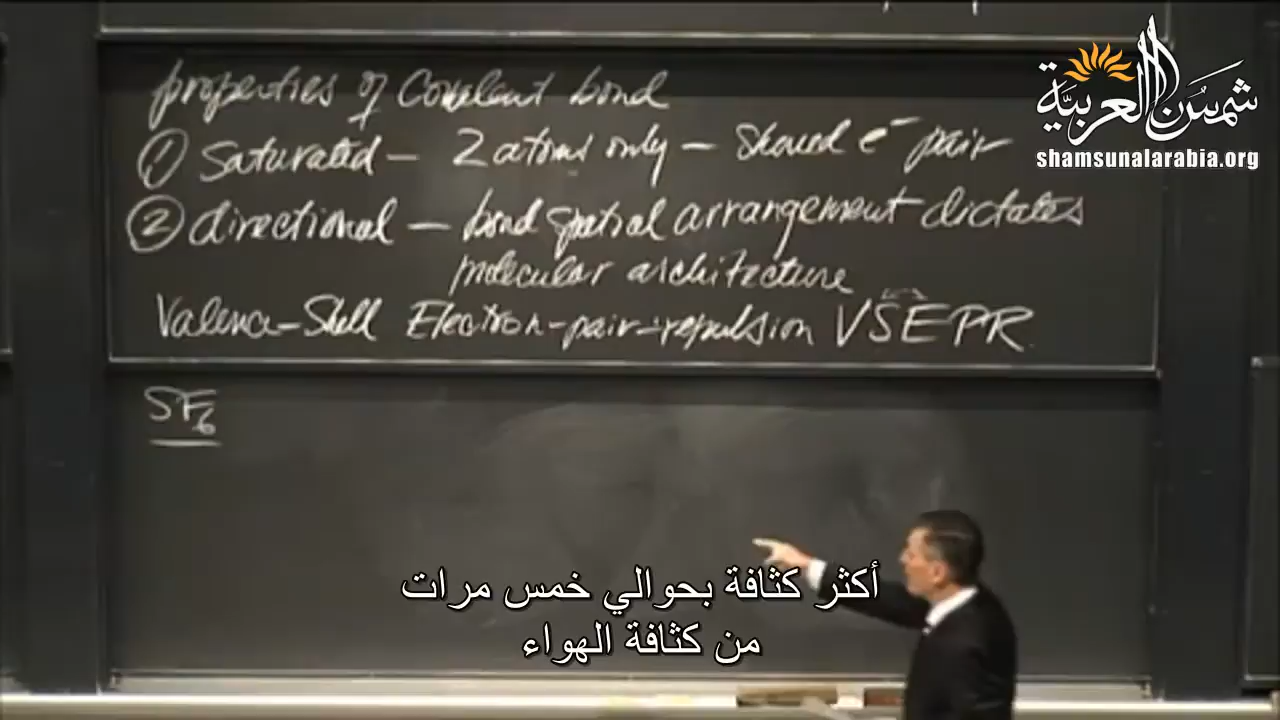 properties of Covalent bond
① Saturated – 2 atoms only – shared e⁻ pair
② directional – bond spatial arrangement dictates
molecular architecture
Valence-Shell Electron-pair-repulsion VSEPR
SF₆
شمس العربية
shamsunalarabia.org
أكثر كثافة بحوالي خمس مرات
من كثافة الهواء